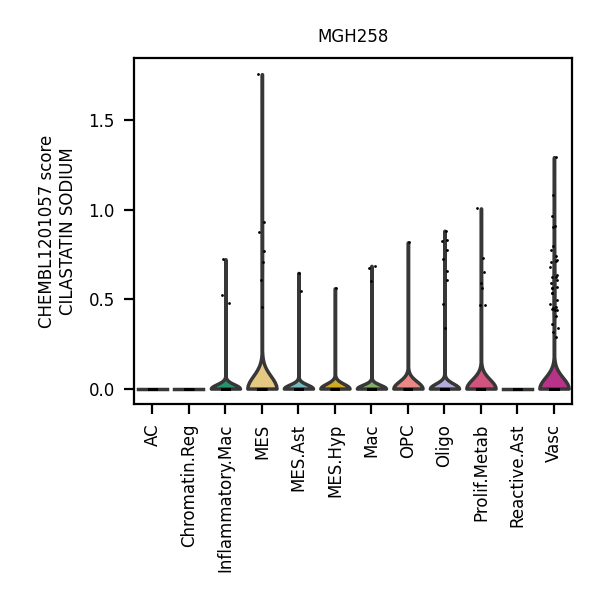 MGH258
CHEMBL1201057 score
CILASTATIN SODIUM
1.5
1.0
0.5
0.0
AC
Chromatin.Reg
Inflammatory.Mac
MES
MES.Ast
MES.Hyp
Mac
OPC
Oligo
Prolif.Metab
Reactive.Ast
Vasc